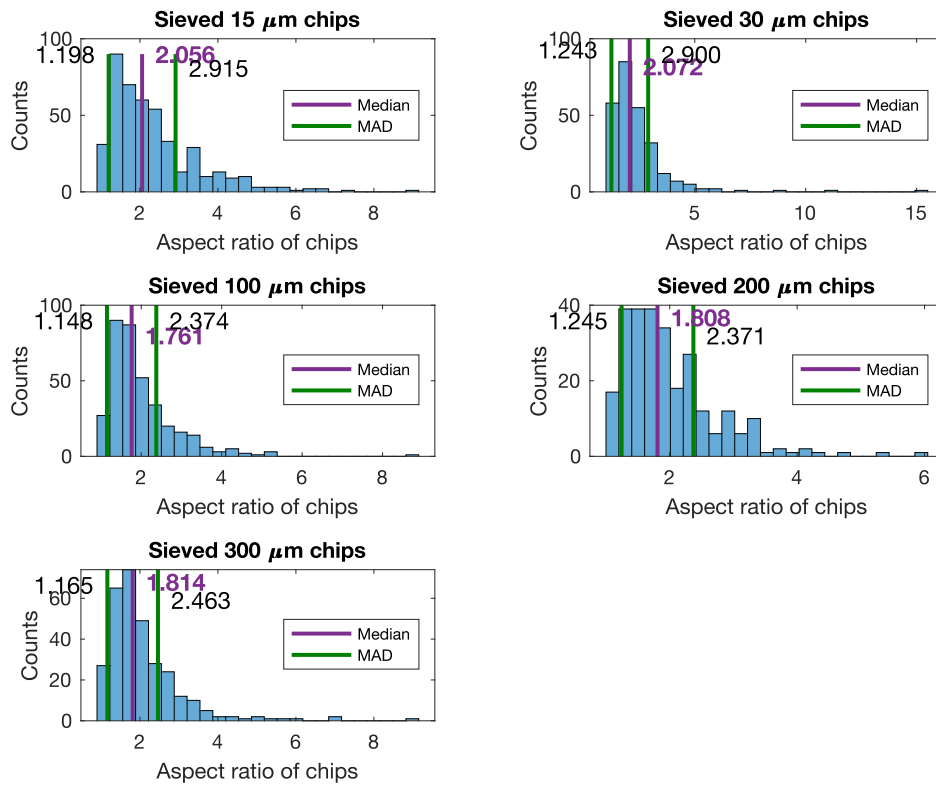 Sieved 15 μm chips
100
1.198
2.056
2.915
50
0
Counts
Median
MAD
2 4 6 8
Aspect ratio of chips
Sieved 30 μm chips
100
1.243
2.900
2.072
50
0
Counts
Median
MAD
5 10 15
Aspect ratio of chips
Sieved 100 μm chips
100
1.148
2.374
1.761
50
0
Counts
Median
MAD
2 4 6 8
Aspect ratio of chips
Sieved 200 μm chips
40
1.245
1.808
2.371
20
0
Counts
Median
MAD
2 4 6
Aspect ratio of chips
Sieved 300 μm chips
1.165
1.814
2.463
60
40
20
0
Counts
Median
MAD
2 4 6 8
Aspect ratio of chips